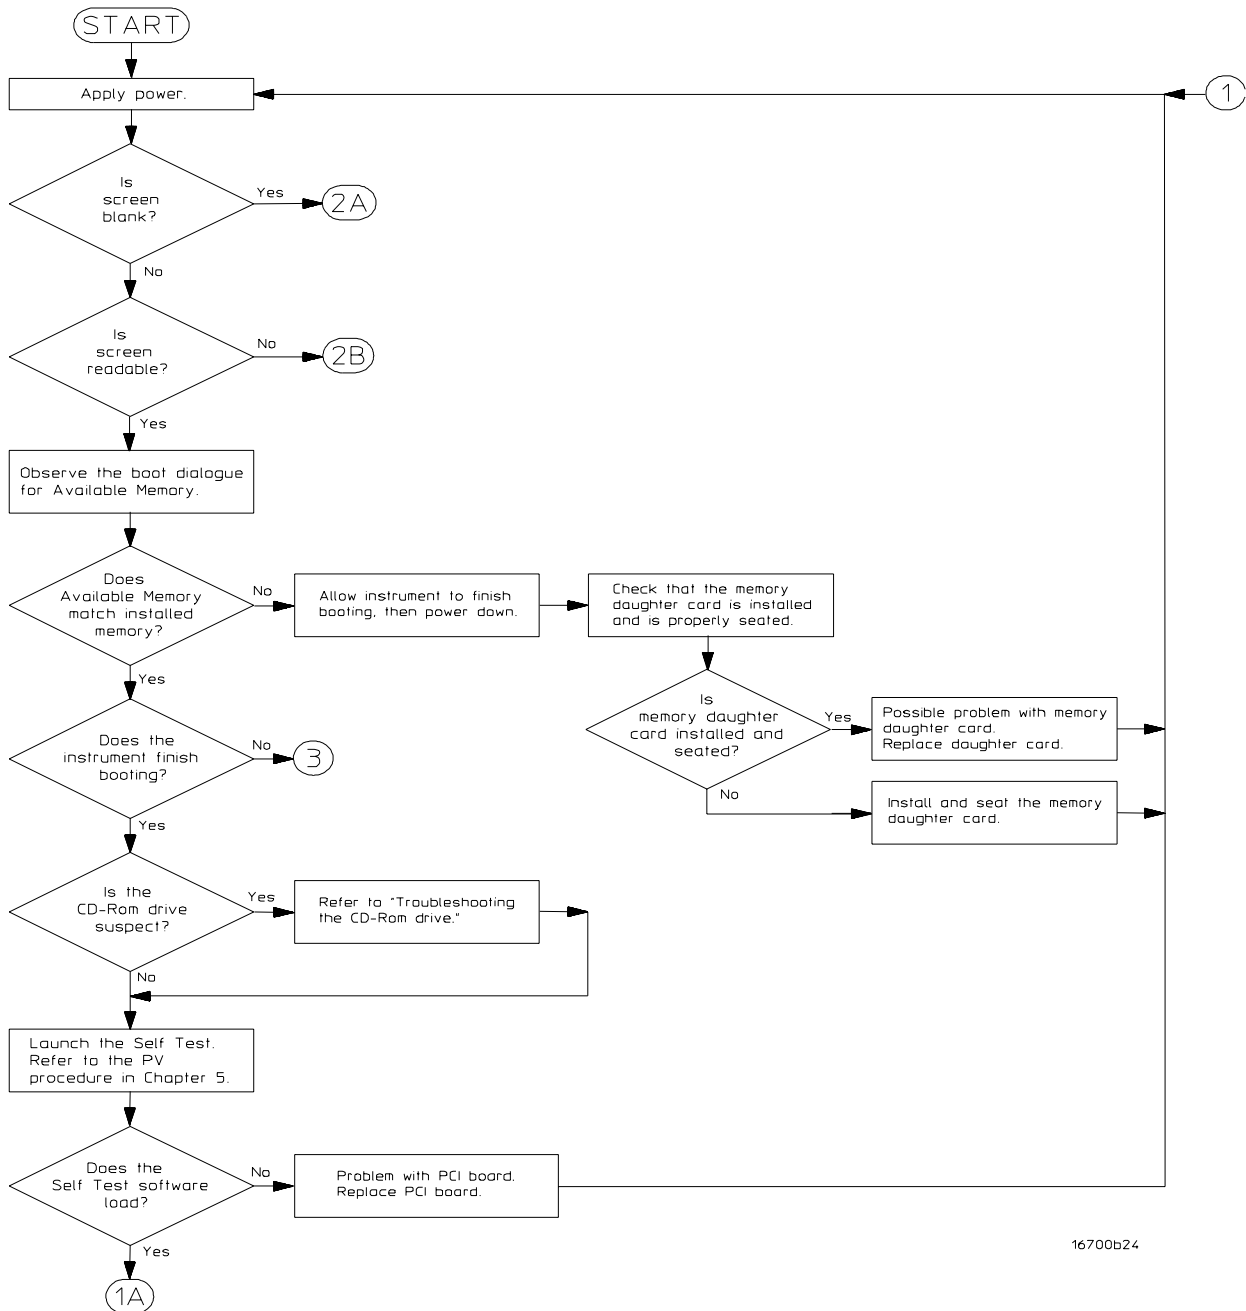 START
Apply power.
1
Is
screen
blank?
Yes
2A
No
Is
screen
readable?
No
2B
Yes
Observe the boot dialogue
for Available Memory.
Does
Available Memory
match installed
memory?
No
Allow instrument to finish
booting, then power down.
Check that the memory
daughter card is installed
and is properly seated.
Yes
Is
memory daughter
card installed and
seated?
Yes
Possible problem with memory
daughter card.
Replace daughter card.
No
Install and seat the memory
daughter card.
Does the
instrument finish
booting?
No
3
Yes
Is the
CD-Rom drive
suspect?
Yes
Refer to "Troubleshooting
the CD-Rom drive."
No
Launch the Self Test.
Refer to the PV
procedure in Chapter 5.
Does the
Self Test software
load?
No
Problem with PCI board.
Replace PCI board.
Yes
1A
16700b24